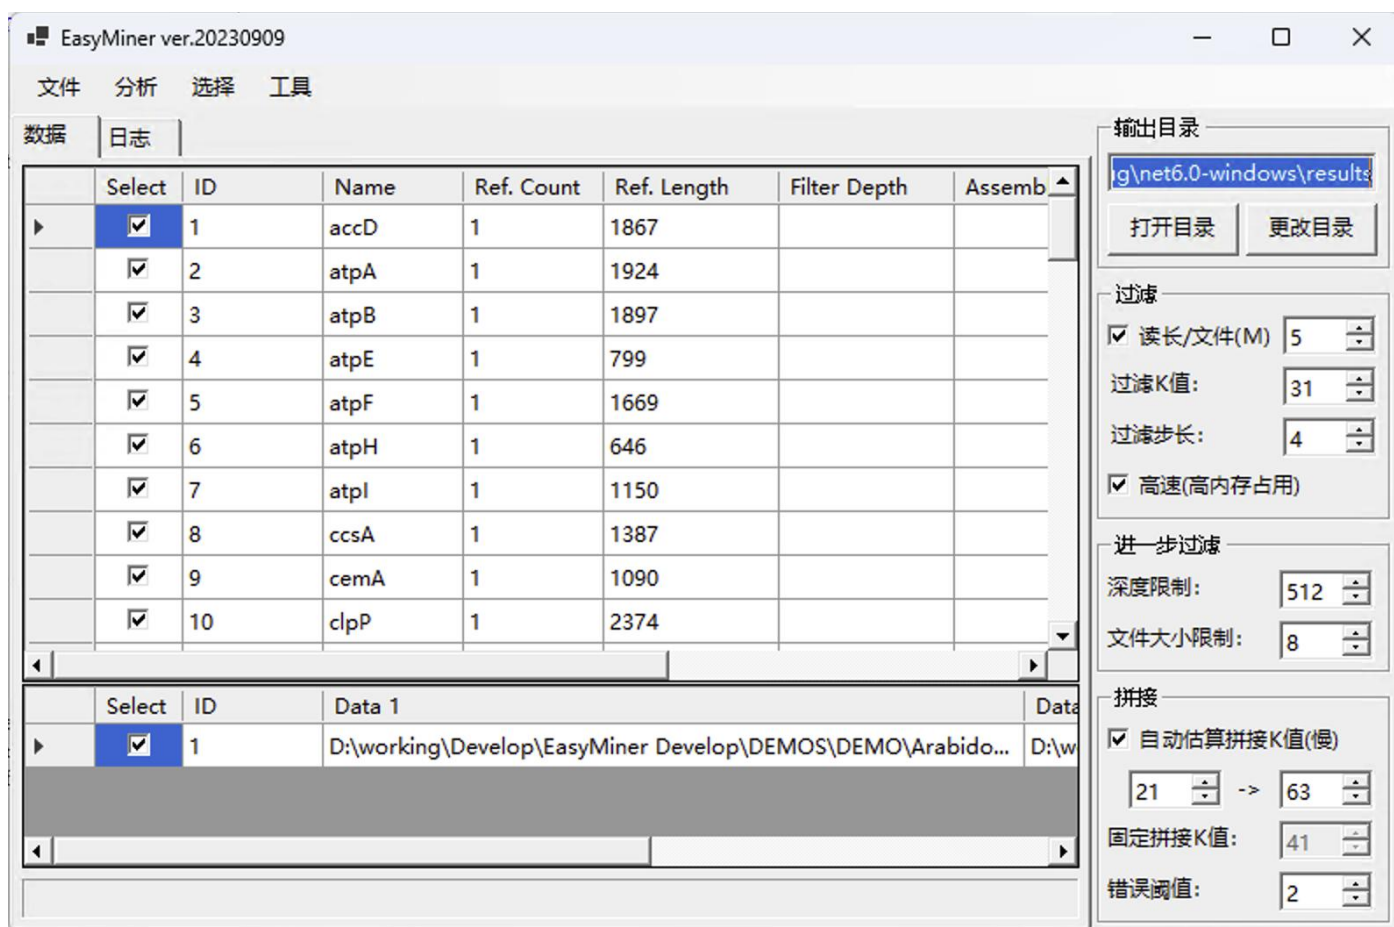 EasyMiner ver.20230909
文件 分析 选择 工具
数据 日志
Select ID Name Ref. Count Ref. Length Filter Depth Assemb
1 accD 1 1867
2 atpA 1 1924
3 atpB 1 1897
4 atpE 1 799
5 atpF 1 1669
6 atpH 1 646
7 atpI 1 1150
8 ccsA 1 1387
9 cemA 1 1090
10 clpP 1 2374
Select ID Data 1 Data
1 D:\working\Develop\EasyMiner Develop\DEMOS\DEMO\Arabido... D:\w
输出目录
g\net6.0-windows\results
打开目录 更改目录
过滤
读长/文件(M) 5
过滤K值: 31
过滤步长: 4
高速(高内存占用)
进一步过滤
深度限制: 512
文件大小限制: 8
拼接
自动估算拼接K值(慢)
21 -> 63
固定拼接K值: 41
错误阈值: 2